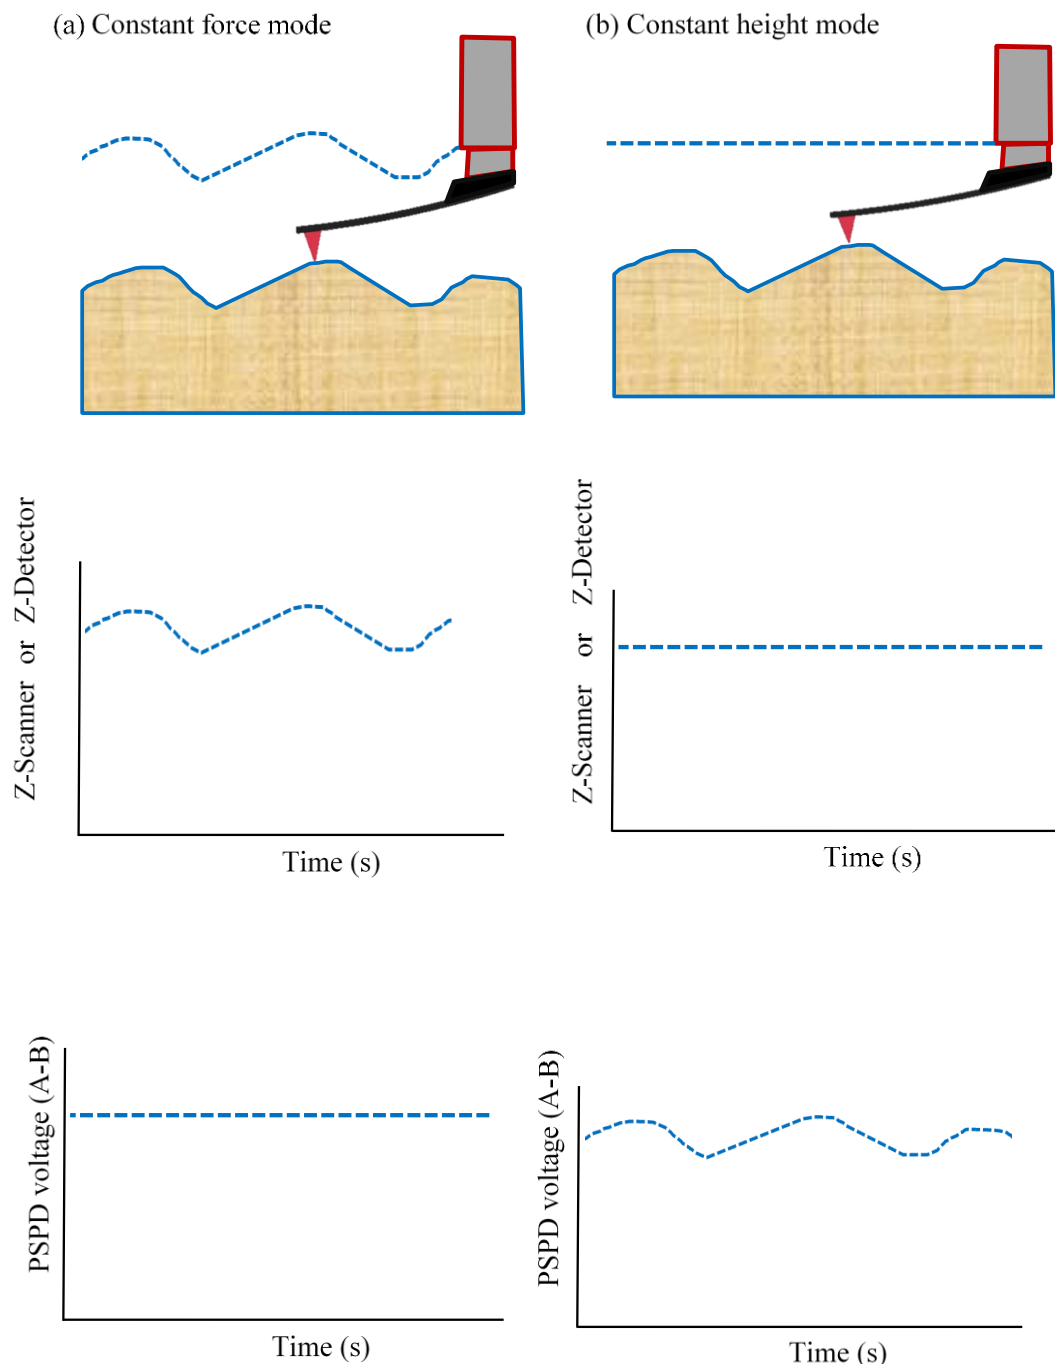 (a) Constant force mode
(b) Constant height mode
Z-Scanner or Z-Detector
Time (s)
Z-Scanner or Z-Detector
Time (s)
PSPD voltage (A-B)
Time (s)
PSPD voltage (A-B)
Time (s)